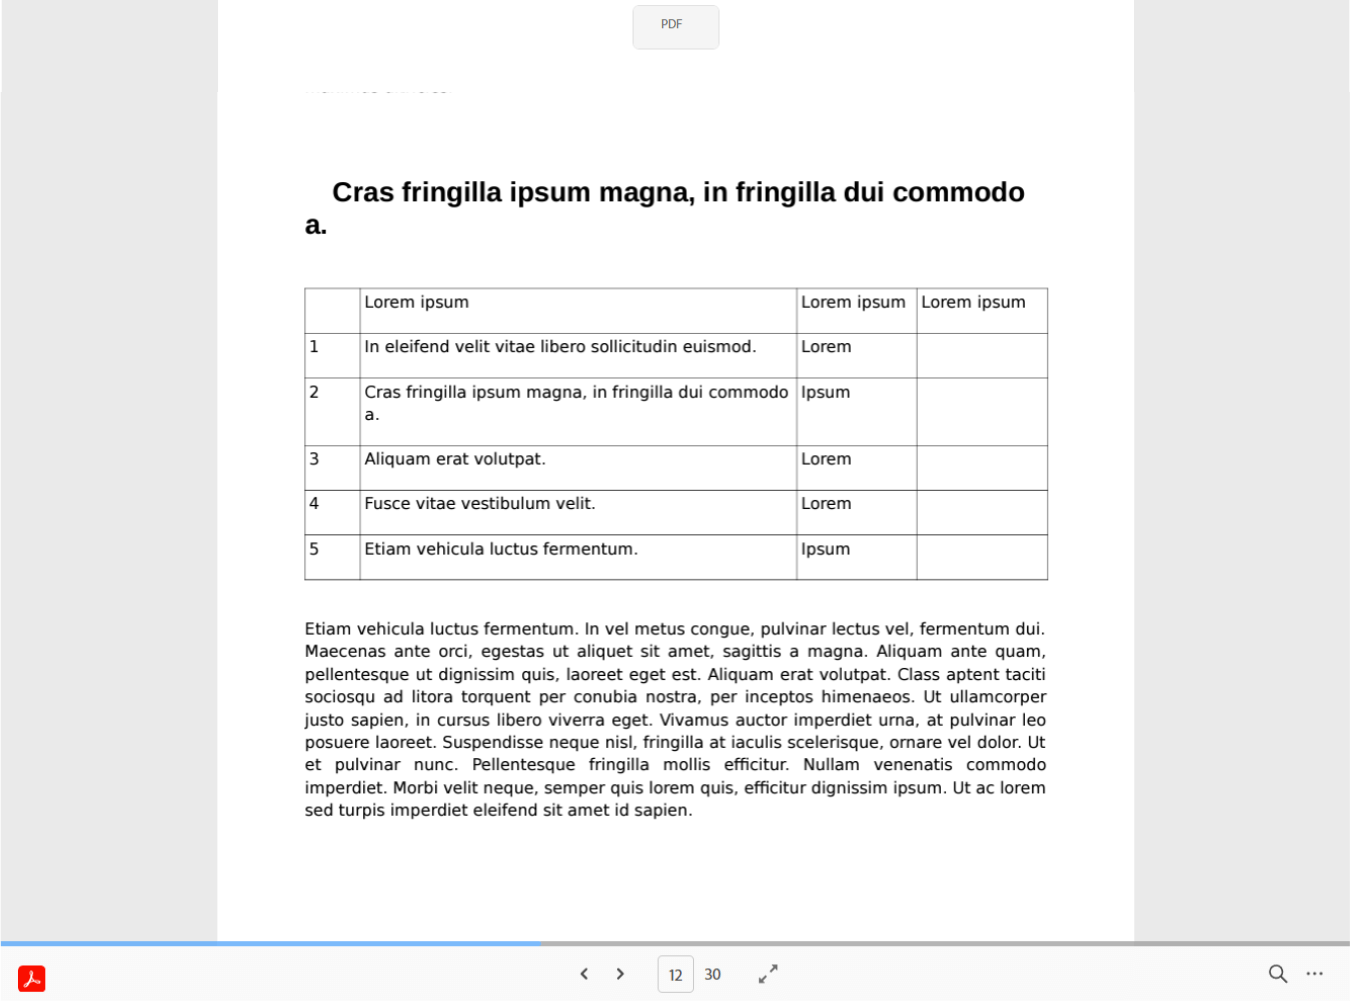 PDF
Cras fringilla ipsum magna, in fringilla dui commodo
a.
Lorem ipsum Lorem ipsum Lorem ipsum
1 In eleifend velit vitae libero sollicitudin euismod. Lorem
2 Cras fringilla ipsum magna, in fringilla dui commodo Ipsum
a.
3 Aliquam erat volutpat. Lorem
4 Fusce vitae vestibulum velit. Lorem
5 Etiam vehicula luctus fermentum. Ipsum
Etiam vehicula luctus fermentum. In vel metus congue, pulvinar lectus vel, fermentum dui.
Maecenas ante orci, egestas ut aliquet sit amet, sagittis a magna. Aliquam ante quam,
pellentesque ut dignissim quis, laoreet eget est. Aliquam erat volutpat. Class aptent taciti
sociosqu ad litora torquent per conubia nostra, per inceptos himenaeos. Ut ullamcorper
justo sapien, in cursus libero viverra eget. Vivamus auctor imperdiet urna, at pulvinar leo
posuere laoreet. Suspendisse neque nisl, fringilla at iaculis scelerisque, ornare vel dolor. Ut
et pulvinar nunc. Pellentesque fringilla mollis efficitur. Nullam venenatis commodo
imperdiet. Morbi velit neque, semper quis lorem quis, efficitur dignissim ipsum. Ut ac lorem
sed turpis imperdiet eleifend sit amet id sapien.
12 30